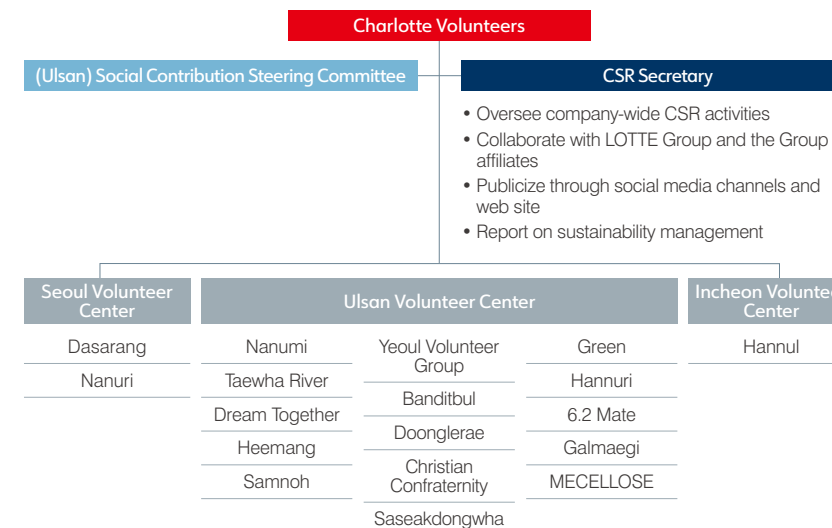 Charlotte Volunteers
(Ulsan) Social Contribution Steering Committee
CSR Secretary
• Oversee company-wide CSR activities
• Collaborate with LOTTE Group and the Group
affiliates
• Publicize through social media channels and
web site
• Report on sustainability management
Seoul Volunteer
Center
Dasarang
Nanuri
Ulsan Volunteer Center
Nanumi
Taewha River
Dream Together
Heemang
Samnoh
Yeoul Volunteer
Group
Banditbul
Doonglerae
Christian
Confraternity
Saseakdongwha
Green
Hannuri
6.2 Mate
Galmaegi
MECELLOSE
Incheon Voluntee
Center
Hannul